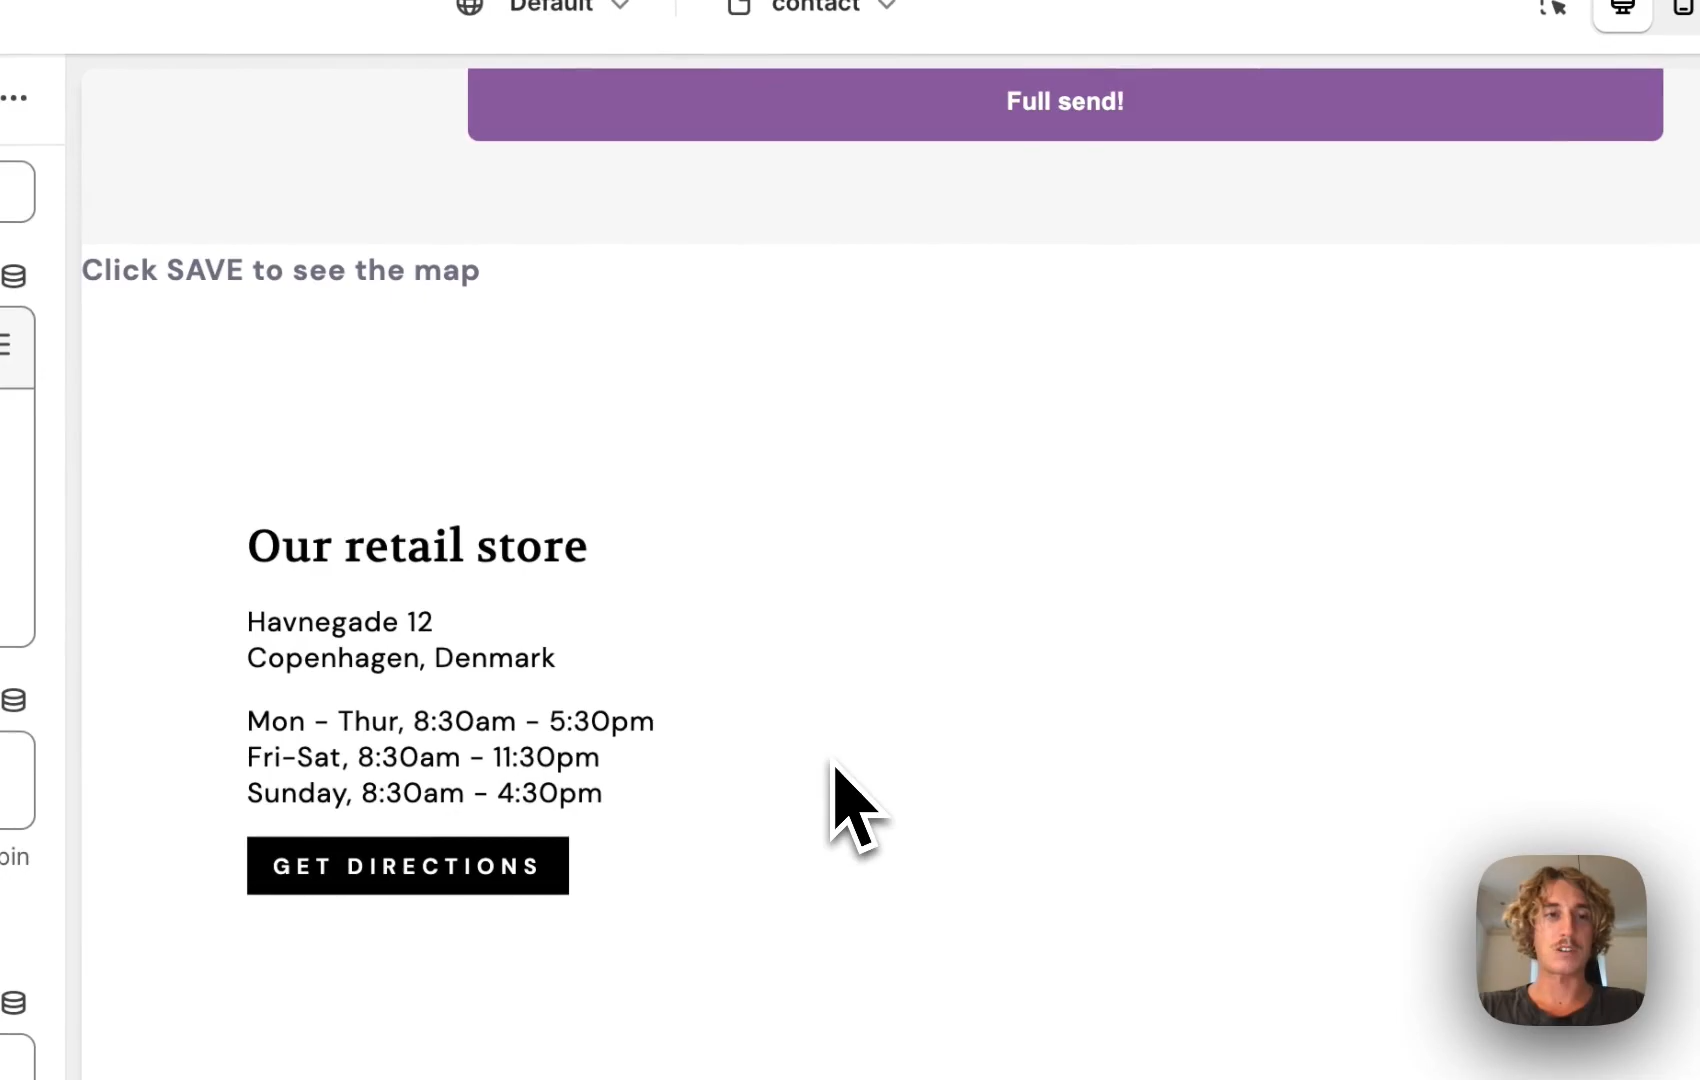 Default
contact
Full send!
Click SAVE to see the map
Our retail store
Havnegade 12
Copenhagen, Denmark
Mon - Thur, 8:30am - 5:30pm
Fri-Sat, 8:30am - 11:30pm
Sunday, 8:30am - 4:30pm
pin
GET DIRECTIONS